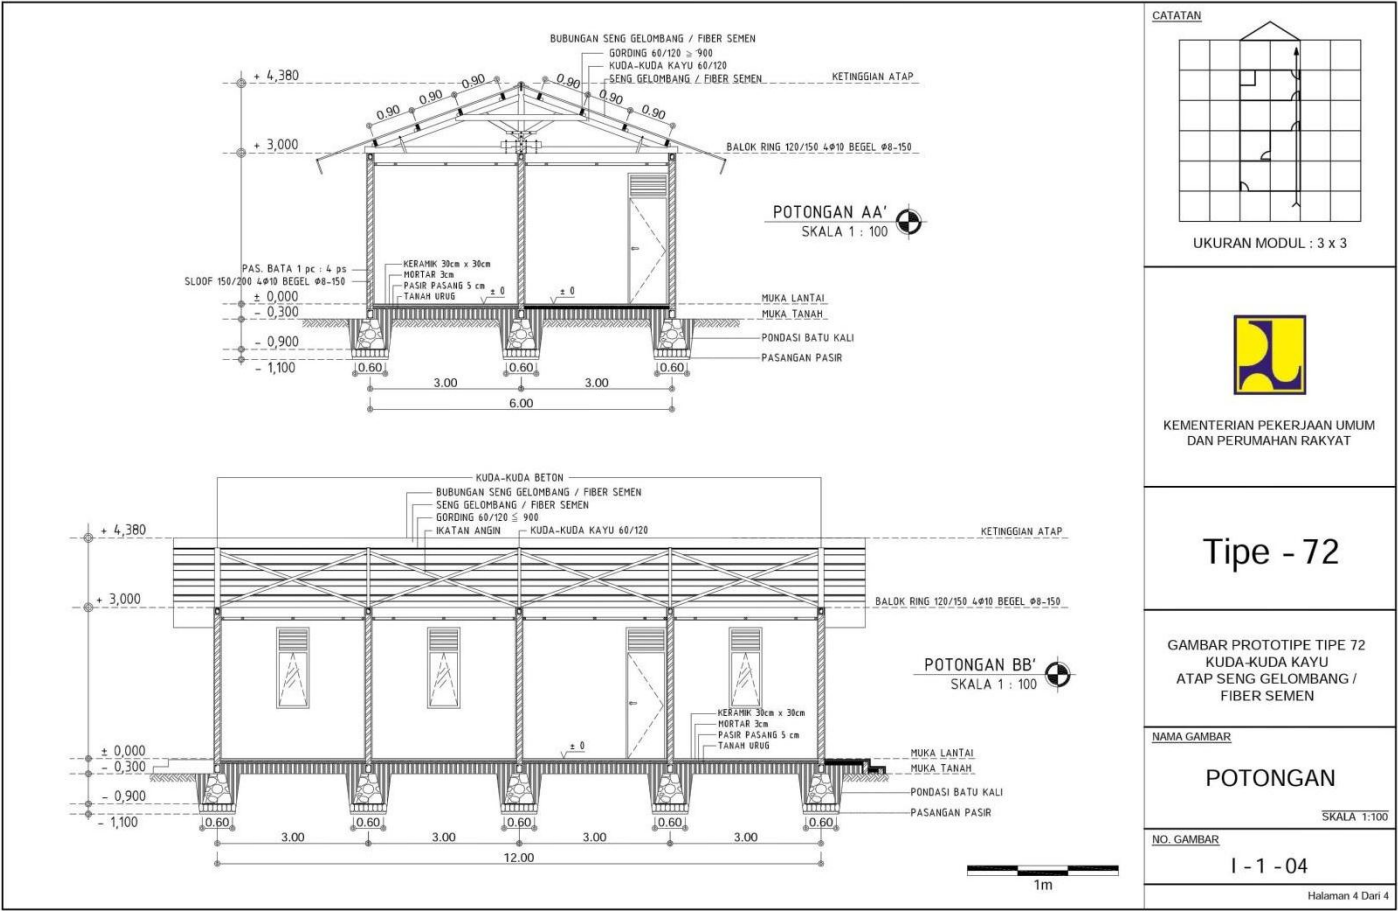 BUBUNGAN SENG GELOMBANG / FIBER SEMEN
GORDING 60/120 ≥ 900
KUDA-KUDA KAYU 60/120
SENG GELOMBANG / FIBER SEMEN
KETINGGIAN ATAP
+ 4,380
0.90
0.90
0.90
0.90
0.90
0.90
+ 3,000
BALOK RING 120/150 4ø10 BEGEL ø8-150
POTONGAN AA'
SKALA 1 : 100
PAS. BATA 1 pc : 4 ps
SLOOF 150/200 4ø10 BEGEL ø8-150
KERAMIK 30cm x 30cm
MORTAR 3cm
PASIR PASANG 5 cm
TANAH URUG
± 0
± 0
± 0,000
- 0,300
- 0,900
- 1,100
MUKA LANTAI
MUKA TANAH
PONDASI BATU KALI
PASANGAN PASIR
0.60
0.60
0.60
3.00
3.00
6.00
KUDA-KUDA BETON
BUBUNGAN SENG GELOMBANG / FIBER SEMEN
SENG GELOMBANG / FIBER SEMEN
GORDING 60/120 ≤ 900
IKATAN ANGIN
KUDA-KUDA KAYU 60/120
KETINGGIAN ATAP
+ 4,380
+ 3,000
BALOK RING 120/150 4ø10 BEGEL ø8-150
POTONGAN BB'
SKALA 1 : 100
KERAMIK 30cm x 30cm
MORTAR 3cm
PASIR PASANG 5 cm
TANAH URUG
± 0
± 0,000
- 0,300
- 0,900
- 1,100
MUKA LANTAI
MUKA TANAH
PONDASI BATU KALI
PASANGAN PASIR
0.60
0.60
0.60
0.60
0.60
3.00
3.00
3.00
3.00
12.00
1m
CATATAN
UKURAN MODUL : 3 x 3
KEMENTERIAN PEKERJAAN UMUM
DAN PERUMAHAN RAKYAT
Tipe - 72
GAMBAR PROTOTIPE TIPE 72
KUDA-KUDA KAYU
ATAP SENG GELOMBANG /
FIBER SEMEN
NAMA GAMBAR
POTONGAN
SKALA 1:100
NO. GAMBAR
I - 1 - 04
Halaman 4 Dari 4